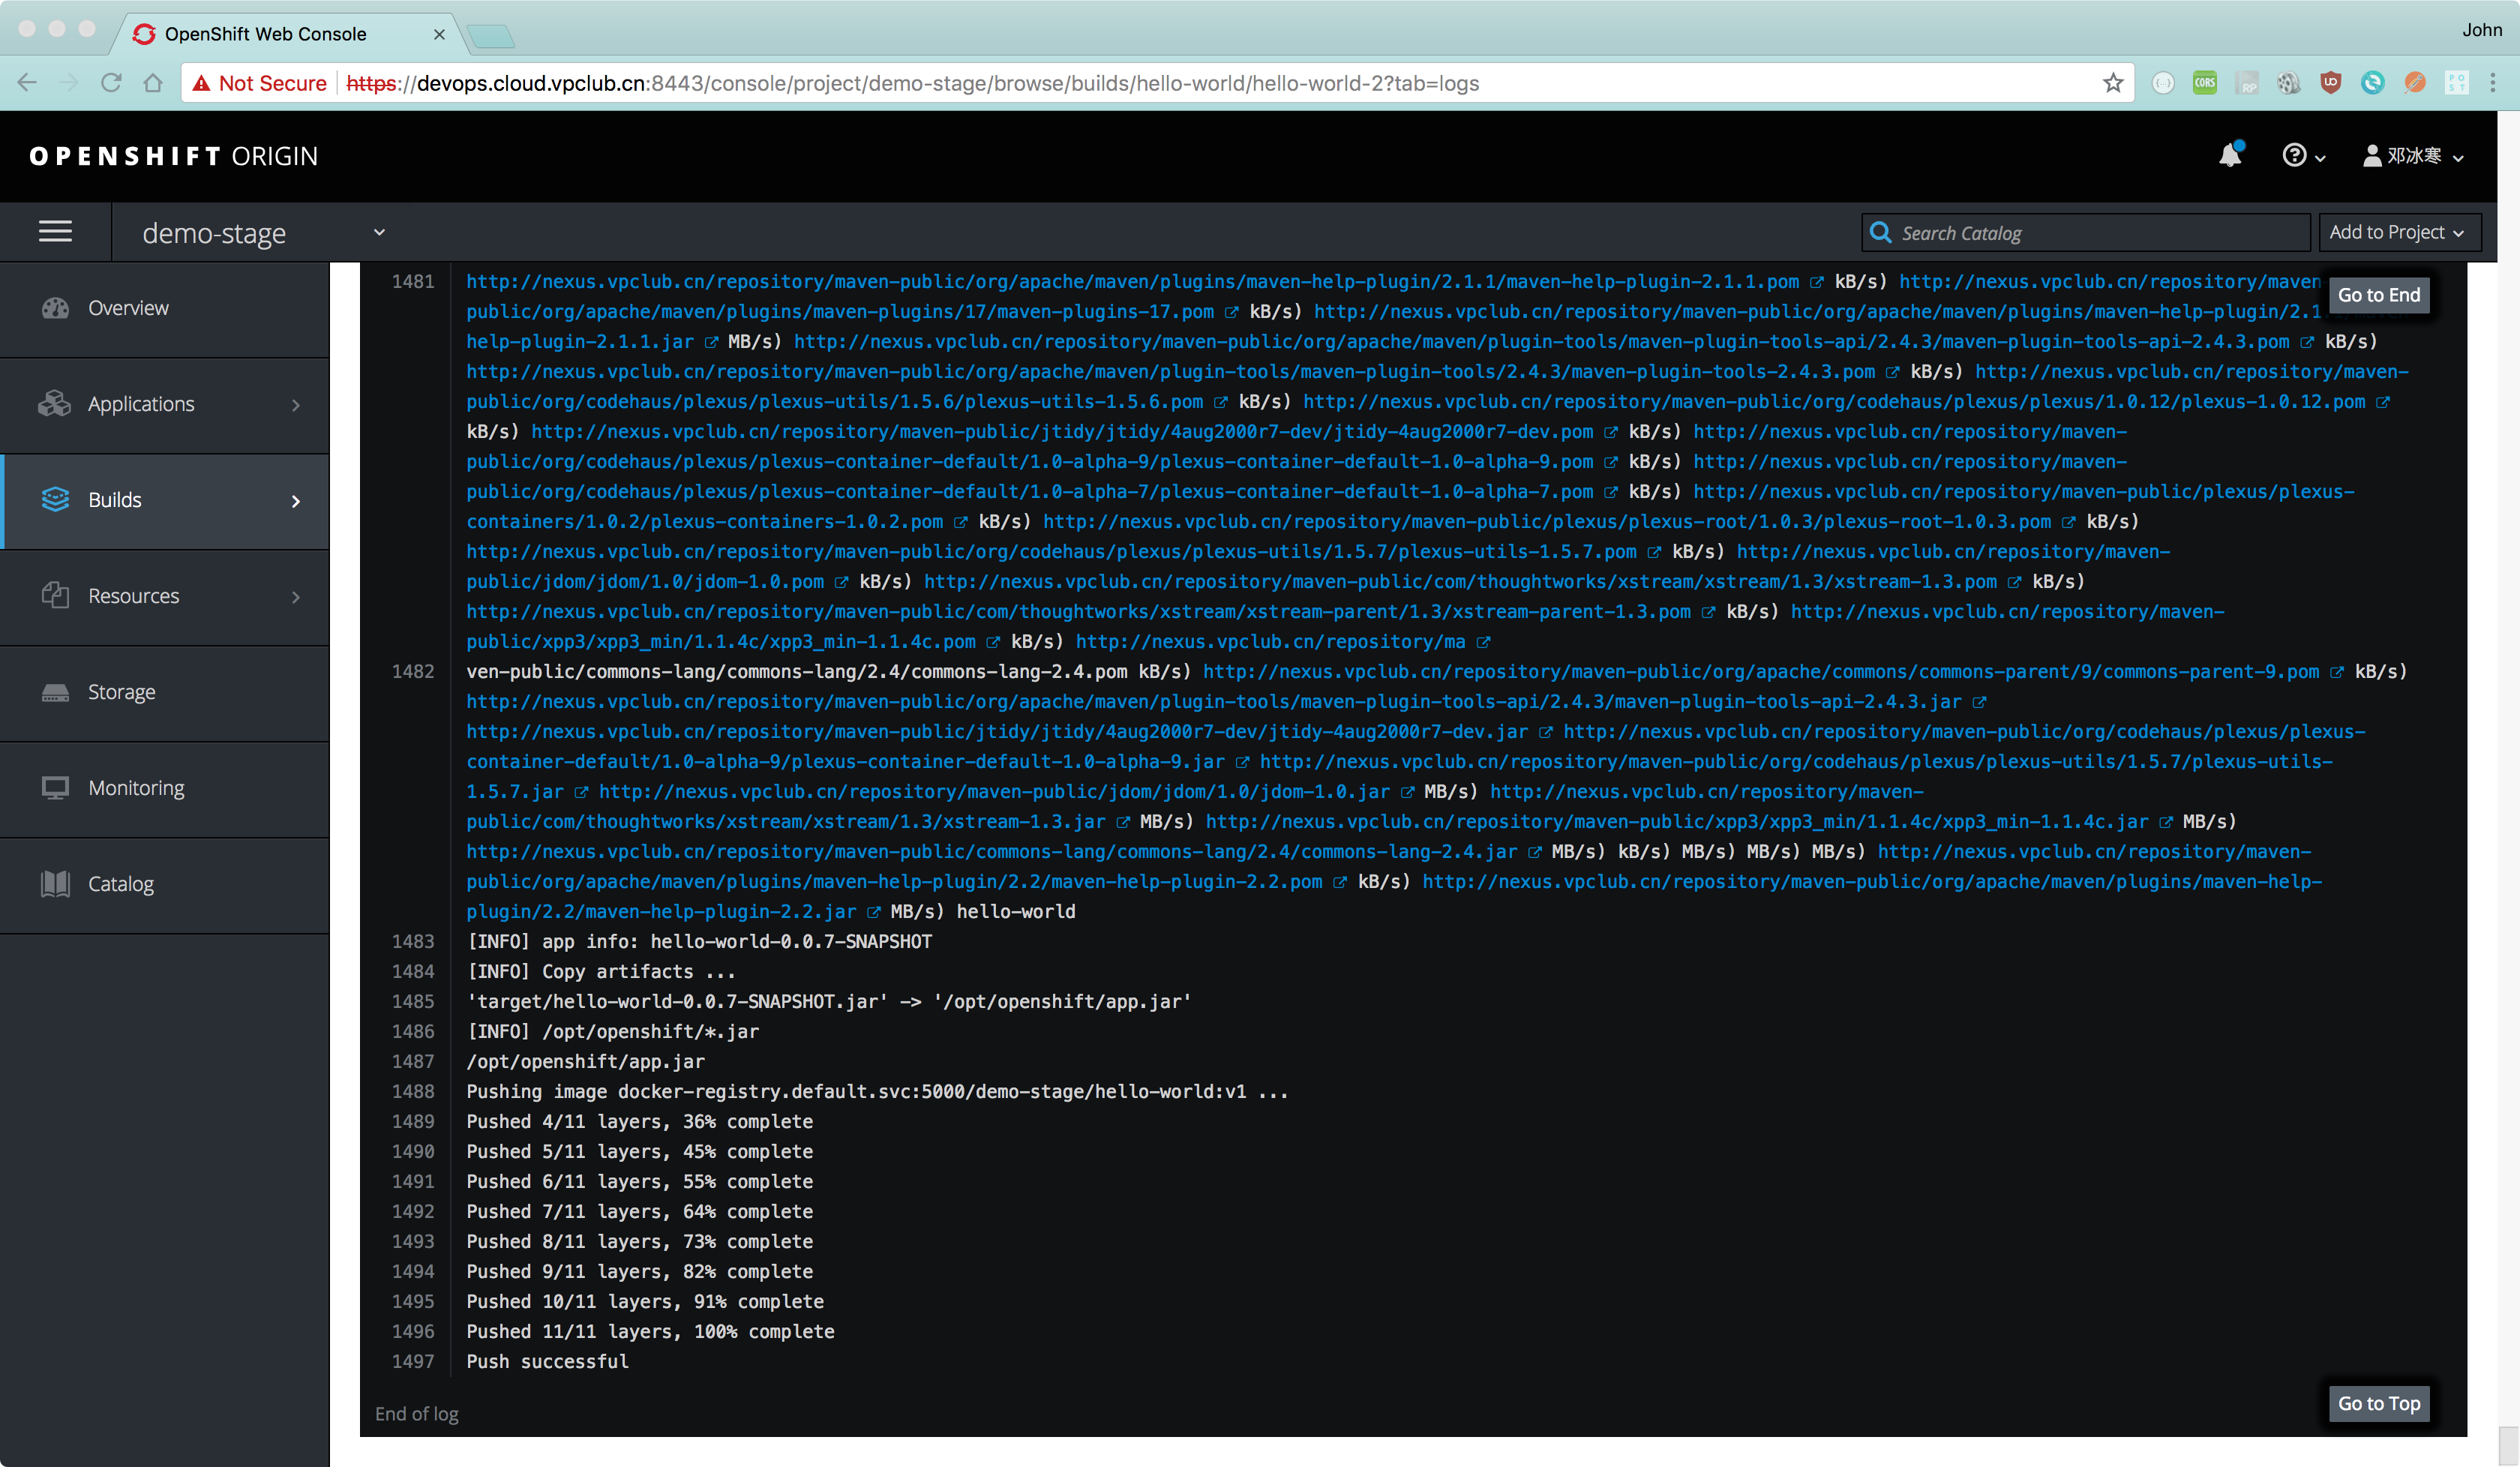 OpenShift Web Console
John
Not Secure https://devops.cloud.vpclub.cn:8443/console/project/demo-stage/browse/builds/hello-world/hello-world-2?tab=logs
CORS
RP
OPENSHIFT ORIGIN
邓冰寒
demo-stage
Search Catalog
Add to Project
Overview
Applications
Builds
Resources
Storage
Monitoring
Catalog
Go to End
1481 http://nexus.vpclub.cn/repository/maven-public/org/apache/maven/plugins/maven-help-plugin/2.1.1/maven-help-plugin-2.1.1.pom kB/s) http://nexus.vpclub.cn/repository/maven-
public/org/apache/maven/plugins/maven-plugins/17/maven-plugins-17.pom kB/s) http://nexus.vpclub.cn/repository/maven-public/org/apache/maven/plugins/maven-help-plugin/2.1
help-plugin-2.1.1.jar MB/s) http://nexus.vpclub.cn/repository/maven-public/org/apache/maven/plugin-tools/maven-plugin-tools-api/2.4.3/maven-plugin-tools-api-2.4.3.pom kB/s)
http://nexus.vpclub.cn/repository/maven-public/org/apache/maven/plugin-tools/maven-plugin-tools/2.4.3/maven-plugin-tools-2.4.3.pom kB/s) http://nexus.vpclub.cn/repository/maven-
public/org/codehaus/plexus/plexus-utils/1.5.6/plexus-utils-1.5.6.pom kB/s) http://nexus.vpclub.cn/repository/maven-public/org/codehaus/plexus/plexus/1.0.12/plexus-1.0.12.pom
kB/s) http://nexus.vpclub.cn/repository/maven-public/jtidy/jtidy/4aug2000r7-dev/jtidy-4aug2000r7-dev.pom kB/s) http://nexus.vpclub.cn/repository/maven-
public/org/codehaus/plexus/plexus-container-default/1.0-alpha-9/plexus-container-default-1.0-alpha-9.pom kB/s) http://nexus.vpclub.cn/repository/maven-
public/org/codehaus/plexus/plexus-container-default/1.0-alpha-7/plexus-container-default-1.0-alpha-7.pom kB/s) http://nexus.vpclub.cn/repository/maven-public/plexus/plexus-
containers/1.0.2/plexus-containers-1.0.2.pom kB/s) http://nexus.vpclub.cn/repository/maven-public/plexus/plexus-root/1.0.3/plexus-root-1.0.3.pom kB/s)
http://nexus.vpclub.cn/repository/maven-public/org/codehaus/plexus/plexus-utils/1.5.7/plexus-utils-1.5.7.pom kB/s) http://nexus.vpclub.cn/repository/maven-
public/jdom/jdom/1.0/jdom-1.0.pom kB/s) http://nexus.vpclub.cn/repository/maven-public/com/thoughtworks/xstream/xstream/1.3/xstream-1.3.pom kB/s)
http://nexus.vpclub.cn/repository/maven-public/com/thoughtworks/xstream/xstream-parent/1.3/xstream-parent-1.3.pom kB/s) http://nexus.vpclub.cn/repository/maven-
public/xpp3/xpp3_min/1.1.4c/xpp3_min-1.1.4c.pom kB/s) http://nexus.vpclub.cn/repository/ma
1482 ven-public/commons-lang/commons-lang/2.4/commons-lang-2.4.pom kB/s) http://nexus.vpclub.cn/repository/maven-public/org/apache/commons/commons-parent/9/commons-parent-9.pom kB/s)
http://nexus.vpclub.cn/repository/maven-public/org/apache/maven/plugin-tools/maven-plugin-tools-api/2.4.3/maven-plugin-tools-api-2.4.3.jar
http://nexus.vpclub.cn/repository/maven-public/jtidy/jtidy/4aug2000r7-dev/jtidy-4aug2000r7-dev.jar http://nexus.vpclub.cn/repository/maven-public/org/codehaus/plexus/plexus-
container-default/1.0-alpha-9/plexus-container-default-1.0-alpha-9.jar http://nexus.vpclub.cn/repository/maven-public/org/codehaus/plexus/plexus-utils/1.5.7/plexus-utils-
1.5.7.jar http://nexus.vpclub.cn/repository/maven-public/jdom/jdom/1.0/jdom-1.0.jar MB/s) http://nexus.vpclub.cn/repository/maven-
public/com/thoughtworks/xstream/xstream/1.3/xstream-1.3.jar MB/s) http://nexus.vpclub.cn/repository/maven-public/xpp3/xpp3_min/1.1.4c/xpp3_min-1.1.4c.jar MB/s)
http://nexus.vpclub.cn/repository/maven-public/commons-lang/commons-lang/2.4/commons-lang-2.4.jar MB/s) kB/s) MB/s) MB/s) MB/s) http://nexus.vpclub.cn/repository/maven-
public/org/apache/maven/plugins/maven-help-plugin/2.2/maven-help-plugin-2.2.pom kB/s) http://nexus.vpclub.cn/repository/maven-public/org/apache/maven/plugins/maven-help-
plugin/2.2/maven-help-plugin-2.2.jar MB/s) hello-world
1483 [INFO] app info: hello-world-0.0.7-SNAPSHOT
1484 [INFO] Copy artifacts ...
1485 'target/hello-world-0.0.7-SNAPSHOT.jar' -> '/opt/openshift/app.jar'
1486 [INFO] /opt/openshift/*.jar
1487 /opt/openshift/app.jar
1488 Pushing image docker-registry.default.svc:5000/demo-stage/hello-world:v1 ...
1489 Pushed 4/11 layers, 36% complete
1490 Pushed 5/11 layers, 45% complete
1491 Pushed 6/11 layers, 55% complete
1492 Pushed 7/11 layers, 64% complete
1493 Pushed 8/11 layers, 73% complete
1494 Pushed 9/11 layers, 82% complete
1495 Pushed 10/11 layers, 91% complete
1496 Pushed 11/11 layers, 100% complete
1497 Push successful
End of log
Go to Top